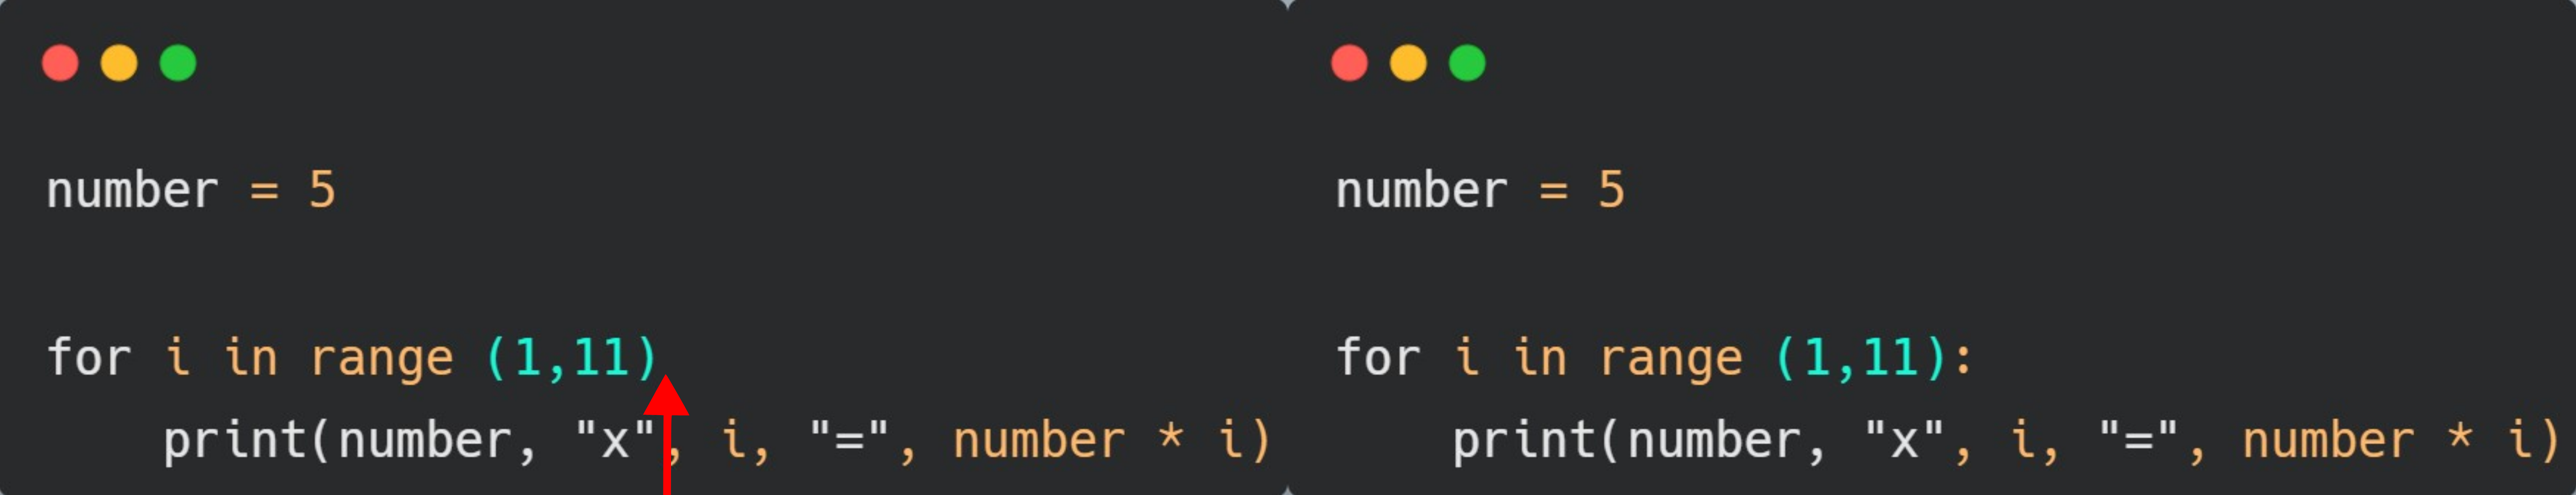 number = 5
for i in range (1,11)
    print(number, "x", i, "=", number * i)
number = 5
for i in range (1,11):
    print(number, "x", i, "=", number * i)